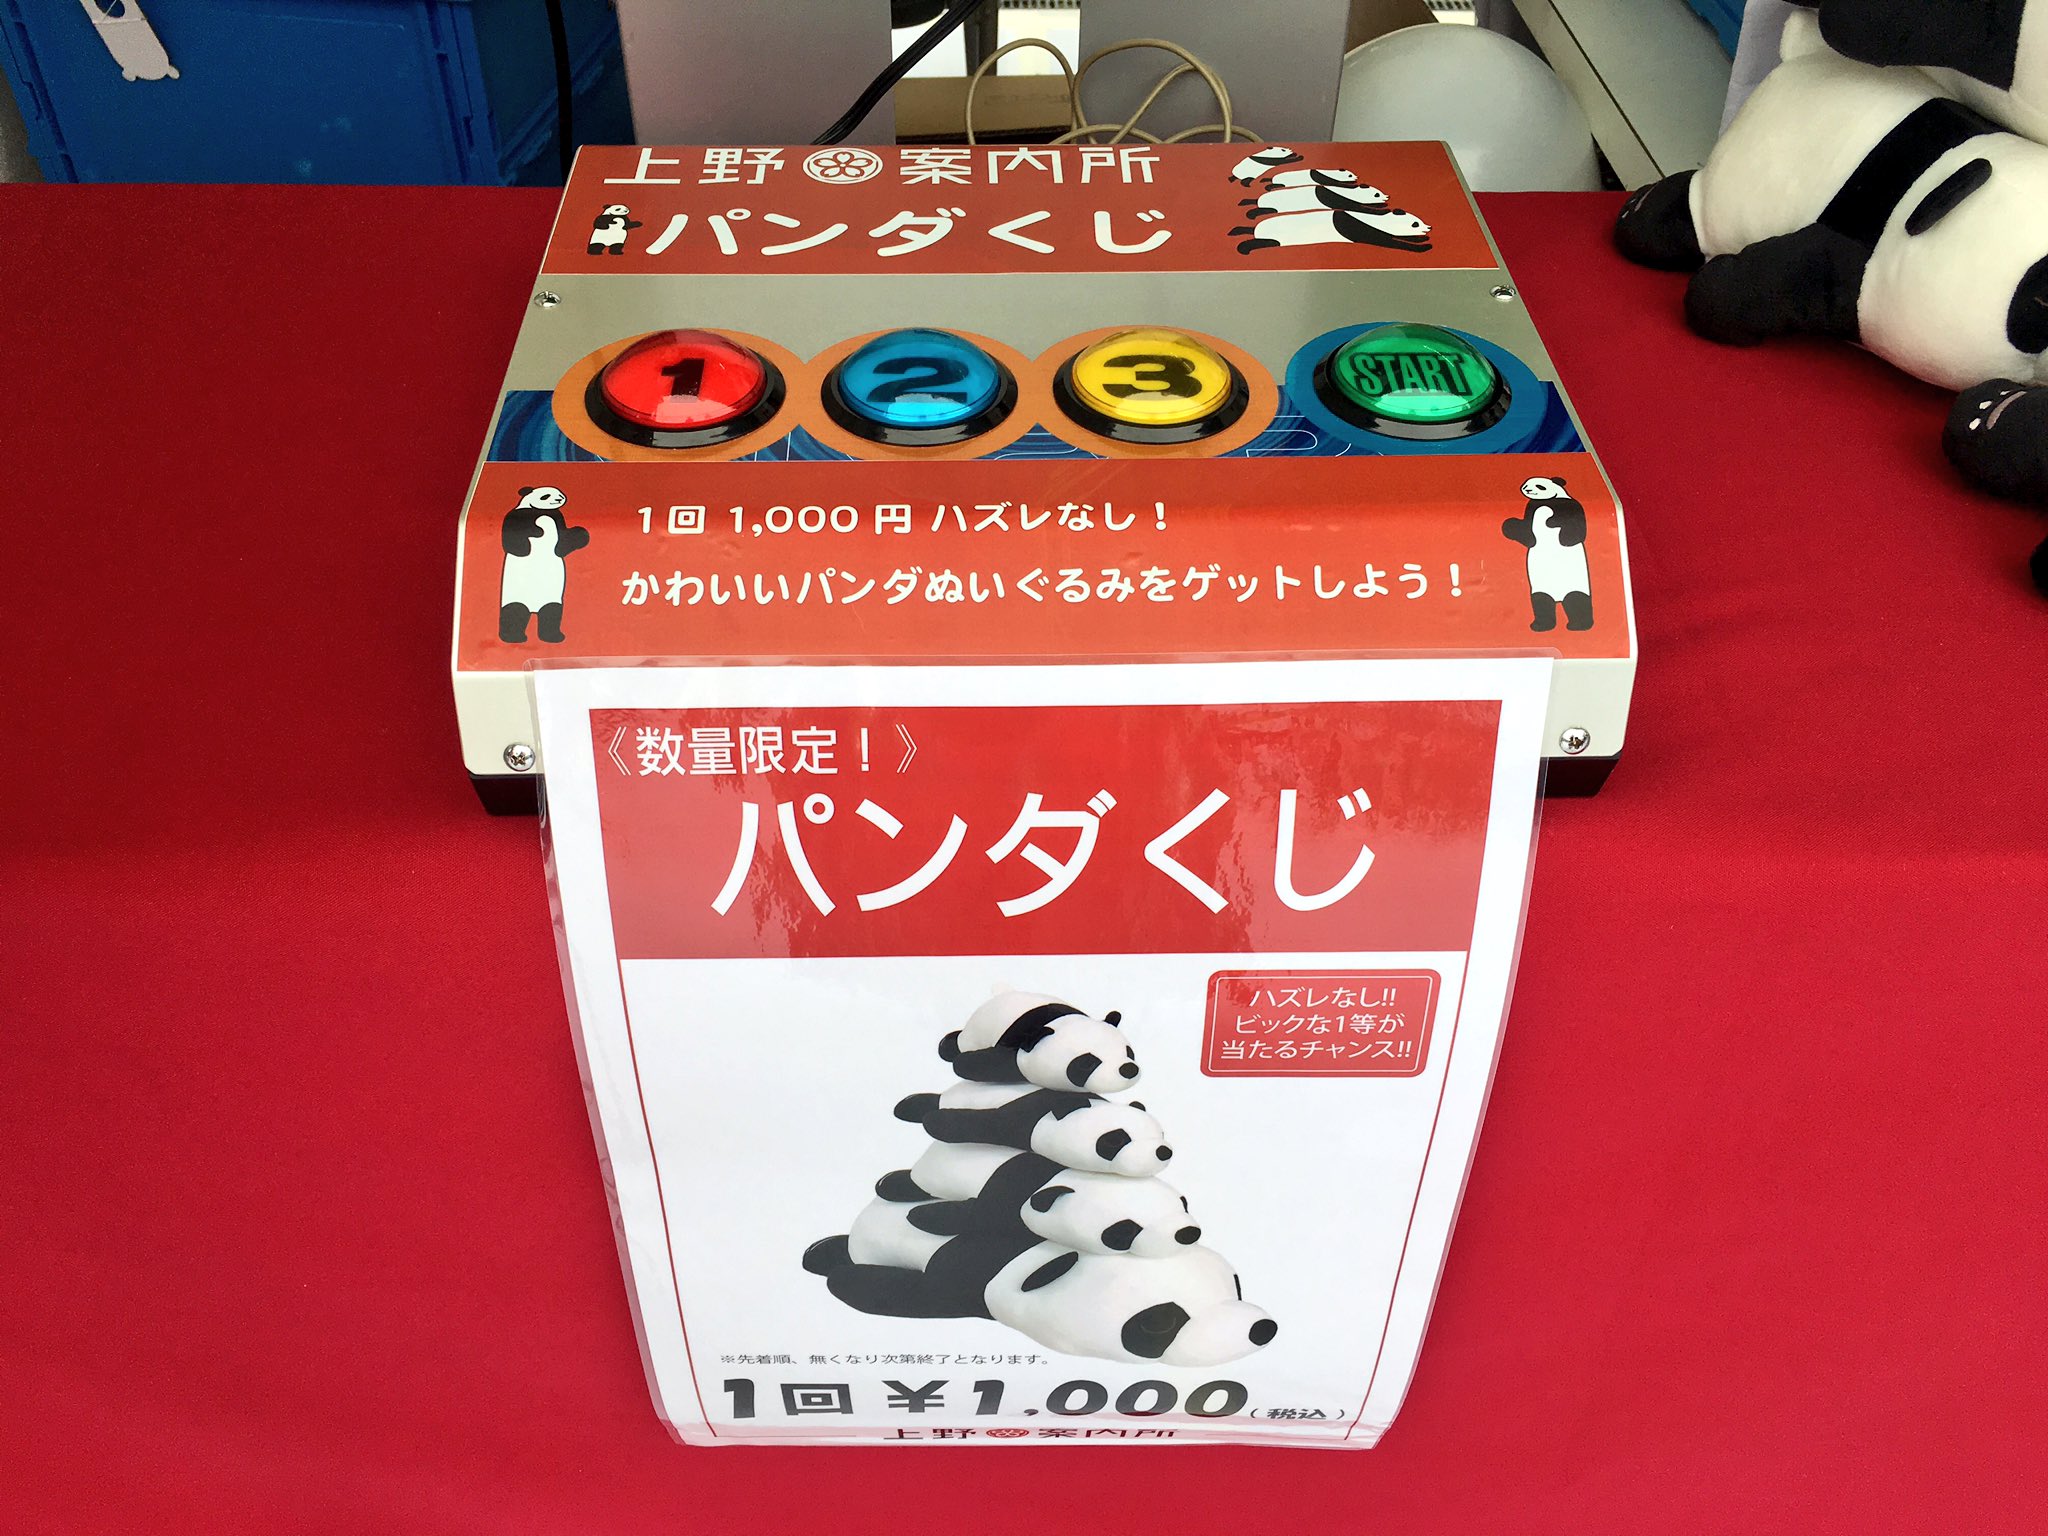 上野 案内所
パンダくじ
1 2 3 START
1回 1,000円 ハズレなし！
かわいいパンダぬいぐるみをゲットしよう！
《数量限定！》
パンダくじ
ハズレなし!!
ビックな1等が
当たるチャンス!!
※先着順、無くなり次第終了となります。
1回 ¥1,000(税込)
上野 案内所